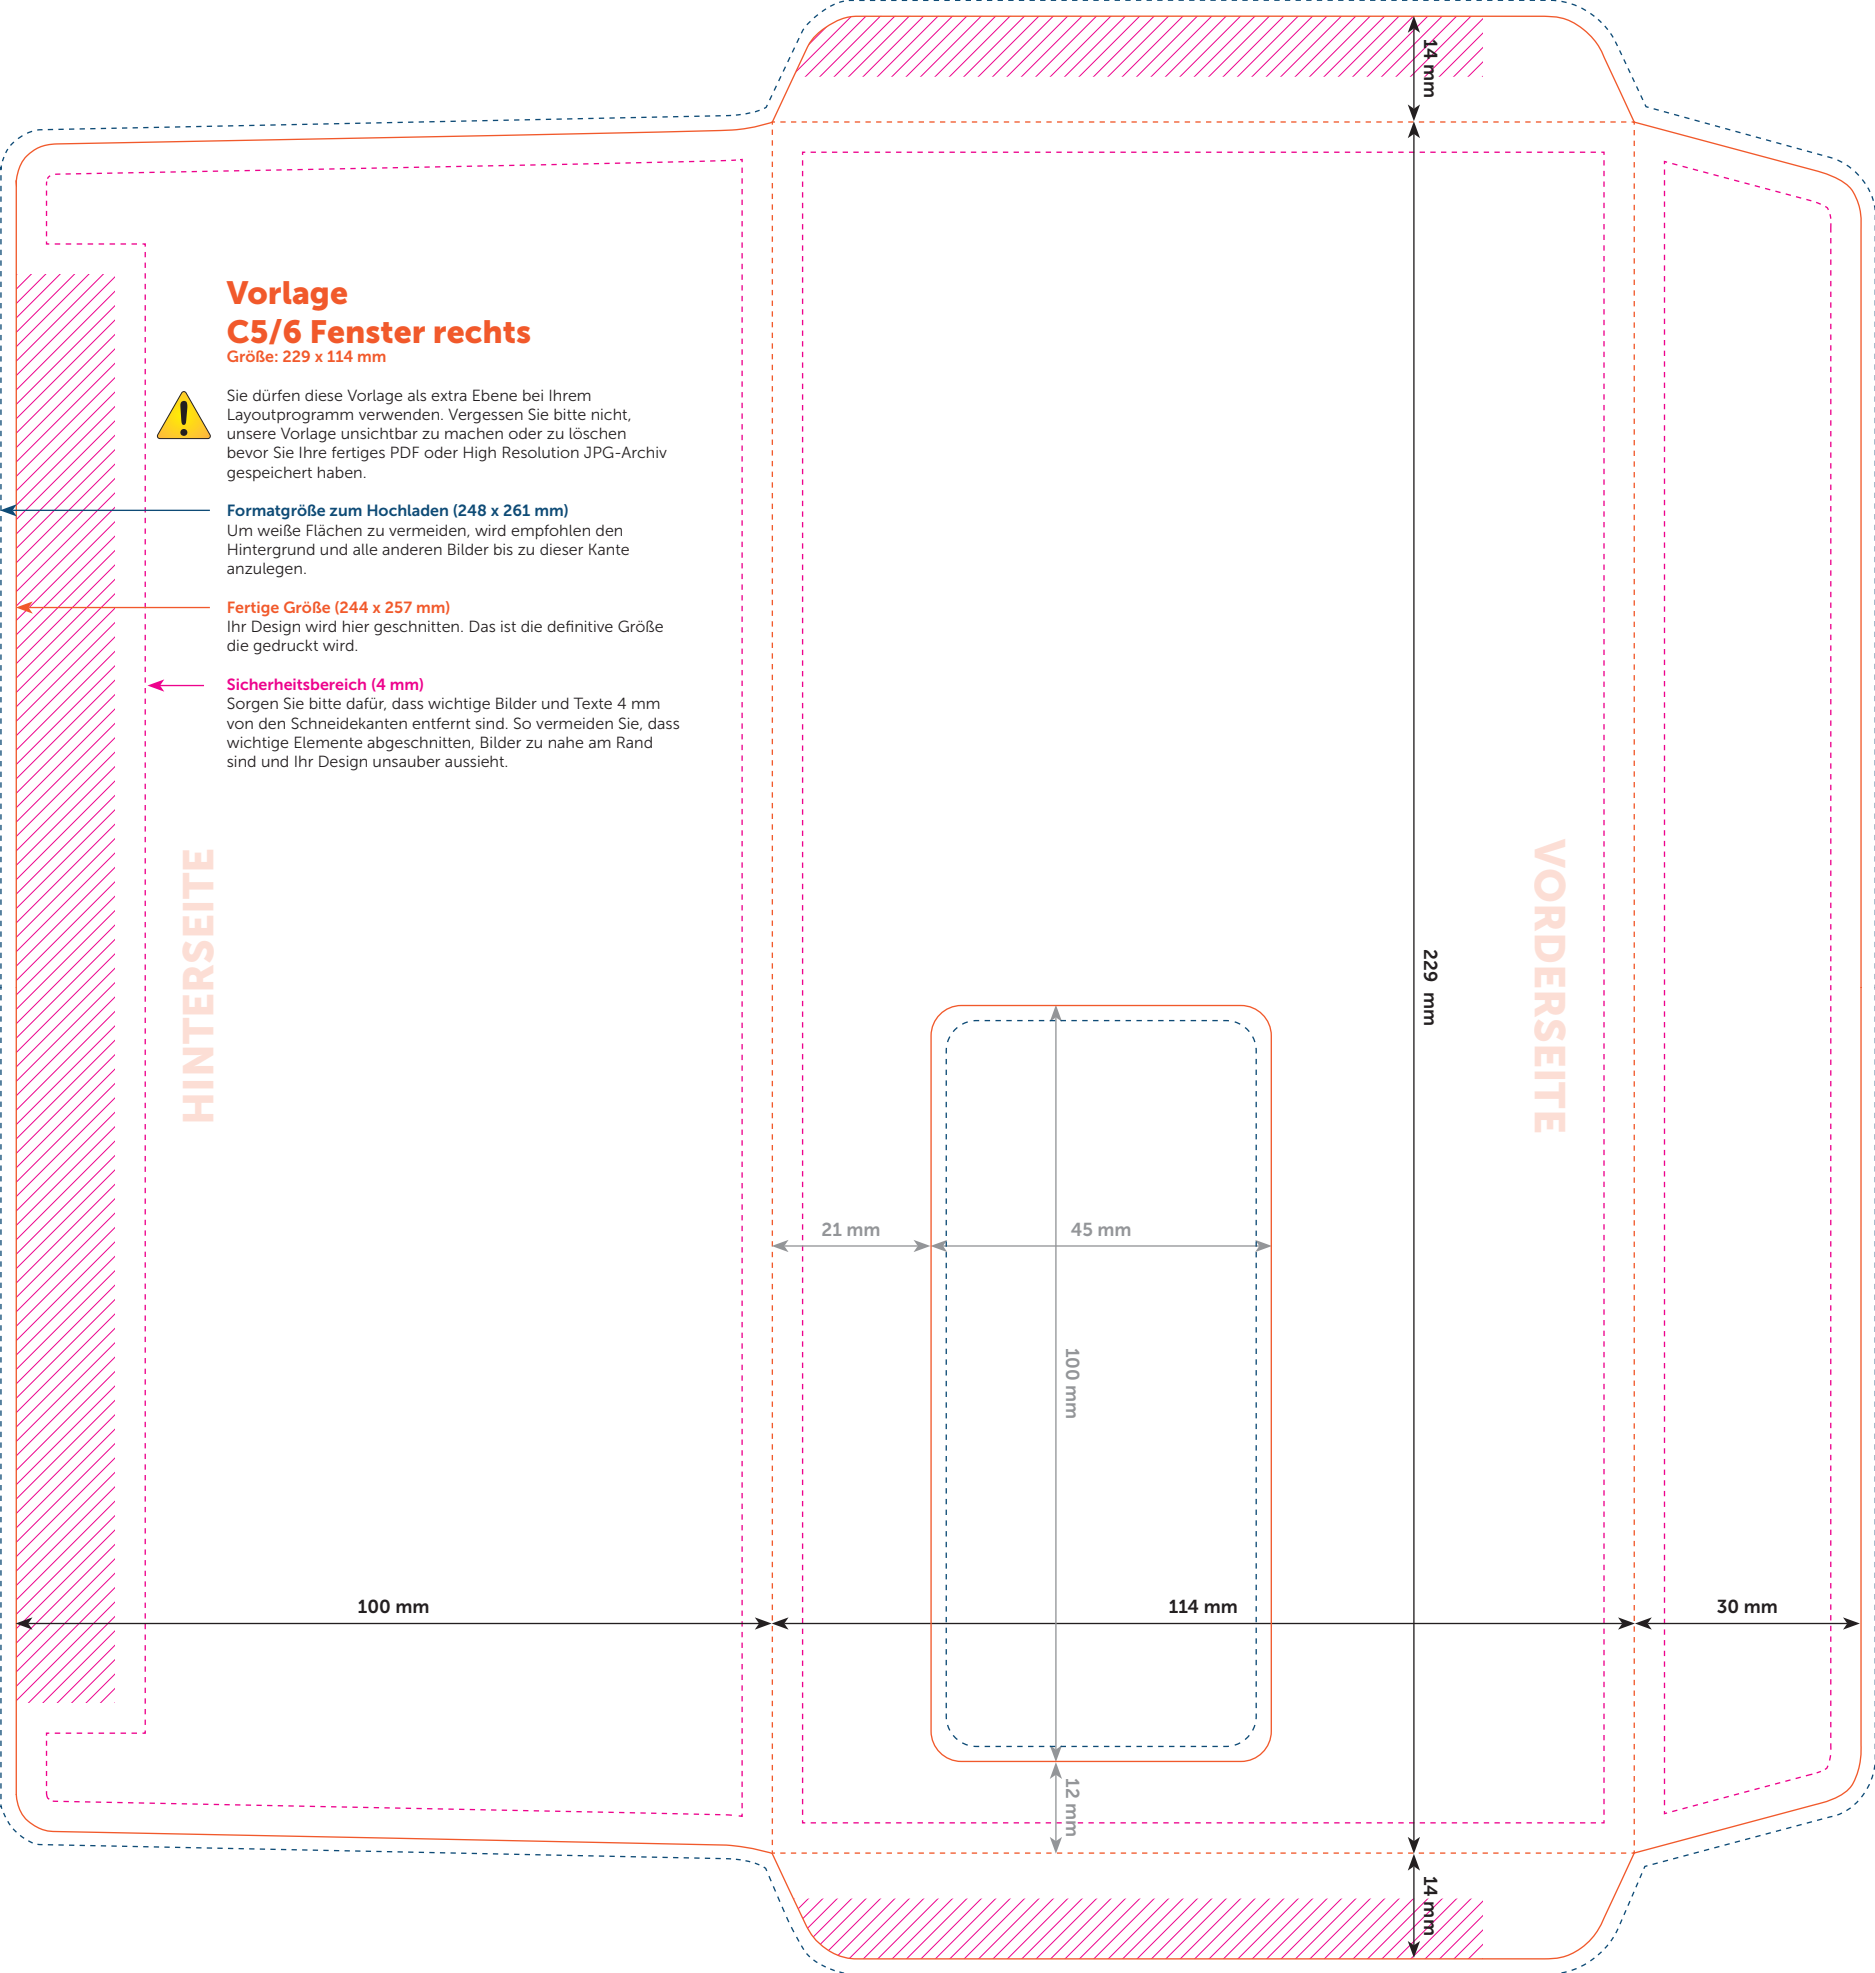 14 mm
Vorlage
C5/6 Fenster rechts
Größe: 229 x 114 mm
Sie dürfen diese Vorlage als extra Ebene bei Ihrem
Layoutprogramm verwenden. Vergessen Sie bitte nicht,
unsere Vorlage unsichtbar zu machen oder zu löschen
bevor Sie Ihre fertiges PDF oder High Resolution JPG-Archiv
gespeichert haben.
Formatgröße zum Hochladen (248 x 261 mm)
Um weiße Flächen zu vermeiden, wird empfohlen den
Hintergrund und alle anderen Bilder bis zu dieser Kante
anzulegen.
Fertige Größe (244 x 257 mm)
Ihr Design wird hier geschnitten. Das ist die definitive Größe
die gedruckt wird.
Sicherheitsbereich (4 mm)
Sorgen Sie bitte dafür, dass wichtige Bilder und Texte 4 mm
von den Schneidekanten entfernt sind. So vermeiden Sie, dass
wichtige Elemente abgeschnitten, Bilder zu nahe am Rand
sind und Ihr Design unsauber aussieht.
HINTERSEITE
VORDERSEITE
229 mm
21 mm
45 mm
100 mm
100 mm
114 mm
30 mm
12 mm
14 mm